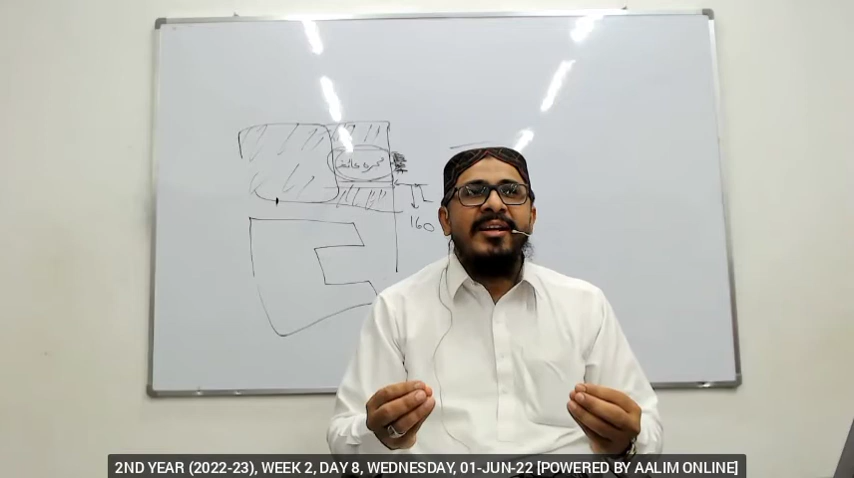 160
2ND YEAR (2022-23), WEEK 2, DAY 8, WEDNESDAY, 01-JUN-22 [POWERED BY AALIM ONLINE]